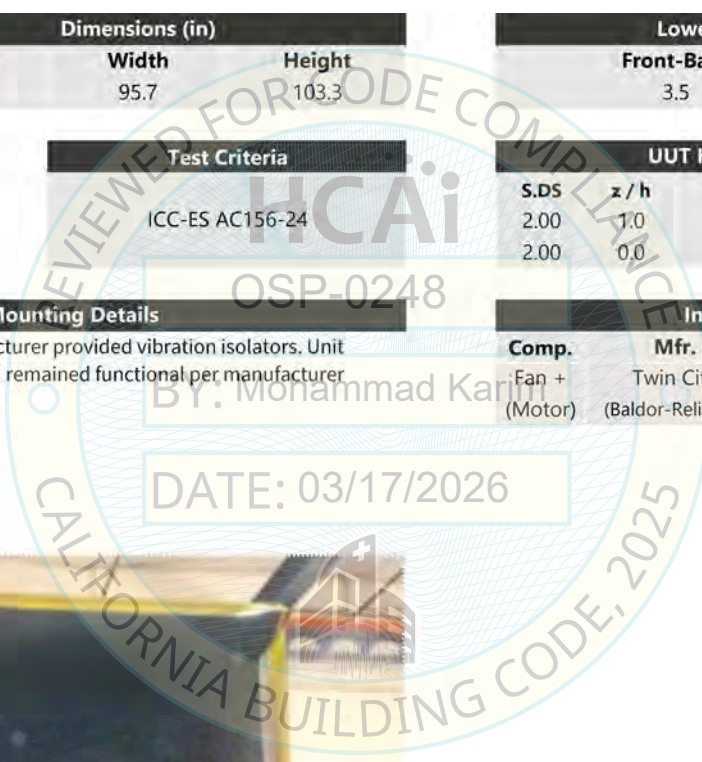 Dimensions (in)
Lowe
Width Height
Front-Ba
95.7 103.3
3.5
REVIEWED FOR CODE COMPLIANCE
Test Criteria
UUT
S.DS z / h
ICC-ES AC156-24
2.00 1.0
2.00 0.0
HCAi
OSP-0248
Mounting Details
In
cturer provided vibration isolators. Unit
remained functional per manufacturer
Comp. Mfr.
Fan + Twin Cit
(Motor) (Baldor-Reli
BY: Mohammad Karim
DATE: 03/17/2026
CALIFORNIA BUILDING CODE, 2025